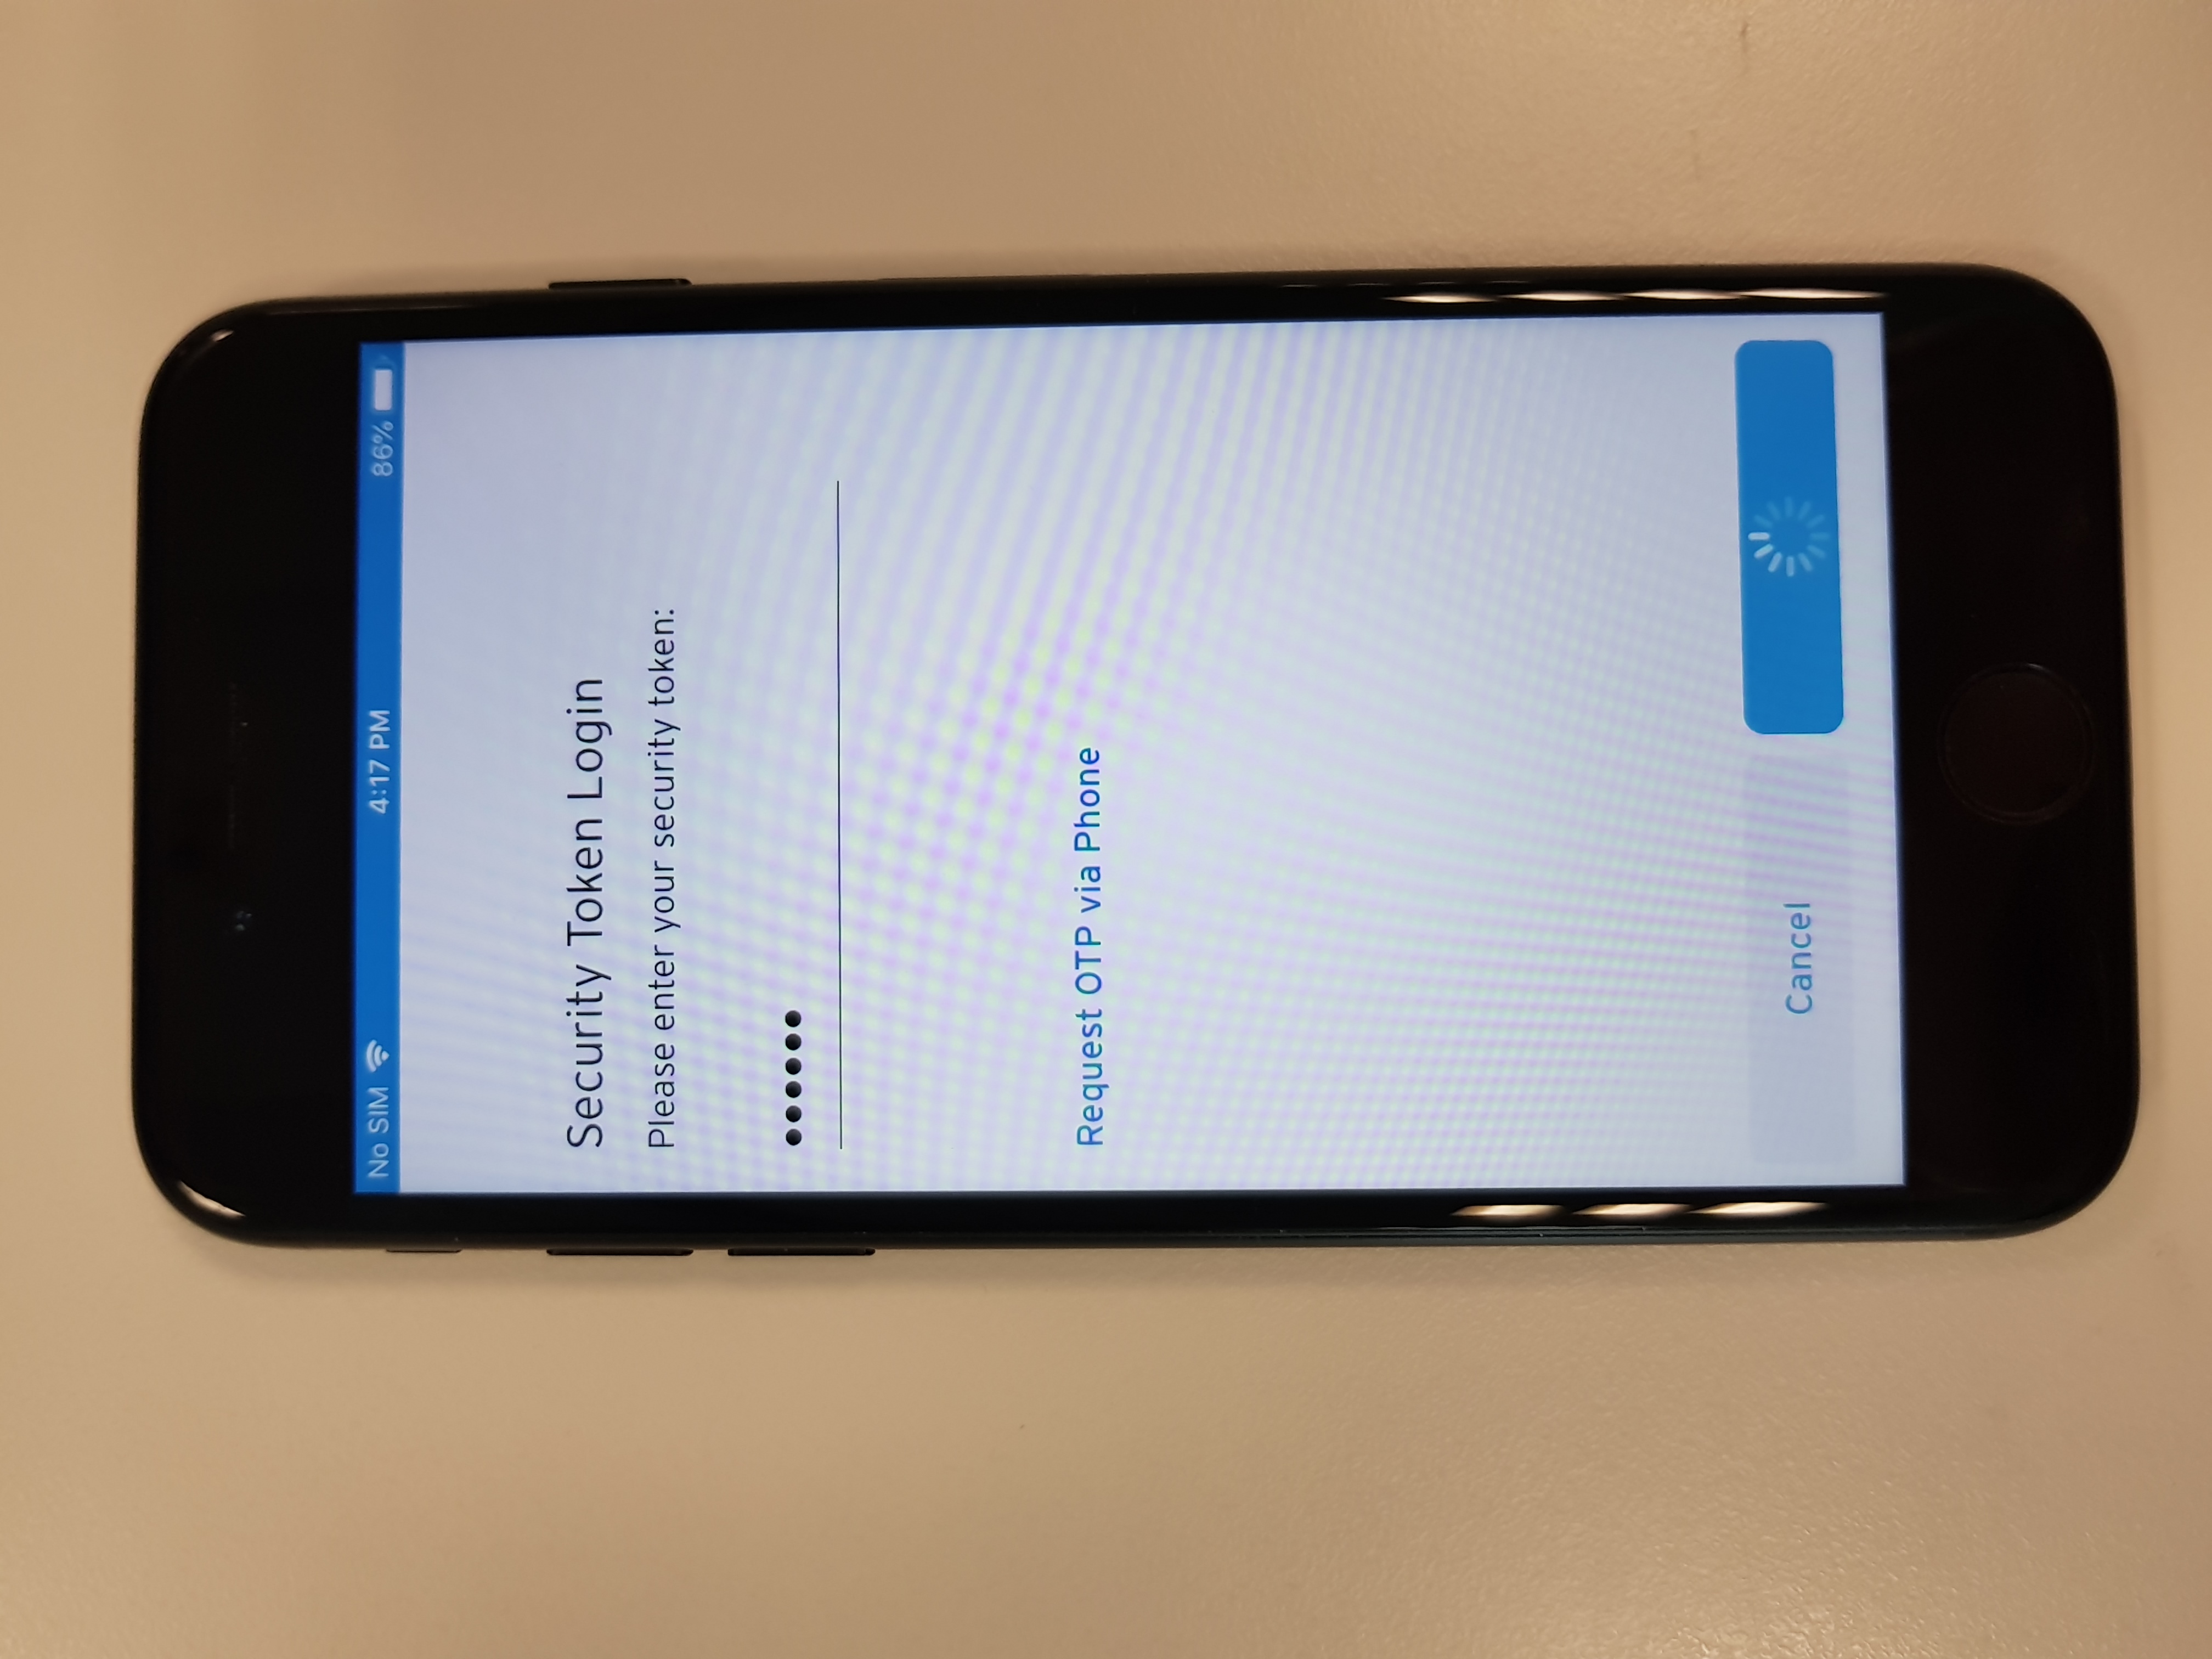 No SIM 4:17 PM 86%
Security Token Login
Please enter your security token:
••••••
Request OTP via Phone
Cancel